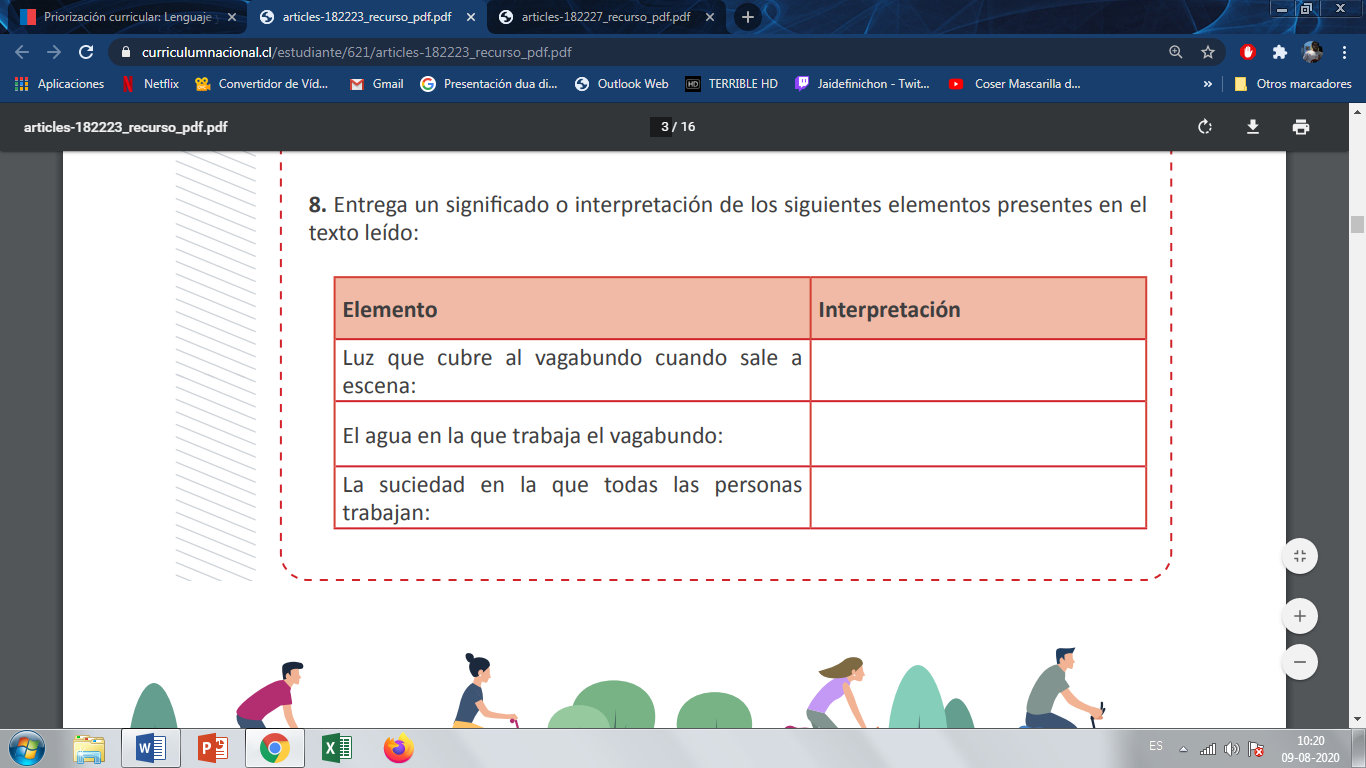 Priorización curricular: Lenguaje
articles-182223_recurso_pdf.pdf
articles-182227_recurso_pdf.pdf
curriculumnacional.cl/estudiante/621/articles-182223_recurso_pdf.pdf
Aplicaciones
Netflix
Convertidor de Víd...
Gmail
Presentación dua di...
Outlook Web
HD
TERRIBLE HD
Jaidefinichon - Twit...
Coser Mascarilla d...
»
Otros marcadores
articles-182223_recurso_pdf.pdf
3 / 16
8. Entrega un significado o interpretación de los siguientes elementos presentes en el
texto leído:
Elemento
Interpretación
Luz que cubre al vagabundo cuando sale a
escena:
El agua en la que trabaja el vagabundo:
La suciedad en la que todas las personas
trabajan:
ES
10:20
09-08-2020